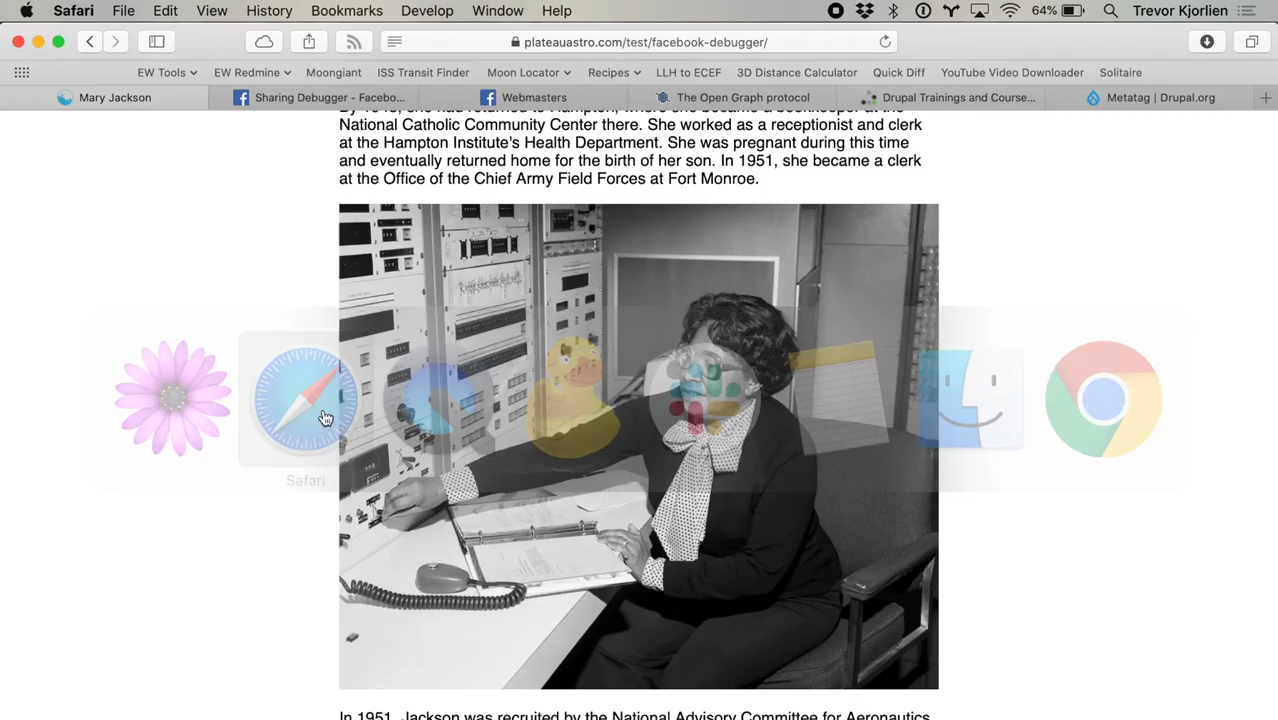 Safari File Edit View History Bookmarks Develop Window Help 64% Trevor Kjorlien
plateauastro.com/test/facebook-debugger/
EW Tools EW Redmine Moongiant ISS Transit Finder Moon Locator Recipes LLH to ECEF 3D Distance Calculator Quick Diff YouTube Video Downloader Solitaire
Mary Jackson Sharing Debugger - Facebo... Webmasters The Open Graph protocol Drupal Trainings and Course... Metatag | Drupal.org
National Catholic Community Center there. She worked as a receptionist and clerk
at the Hampton Institute's Health Department. She was pregnant during this time
and eventually returned home for the birth of her son. In 1951, she became a clerk
at the Office of the Chief Army Field Forces at Fort Monroe.
Safari
In 1951, Jackson was recruited by the National Advisory Committee for Aeronautics